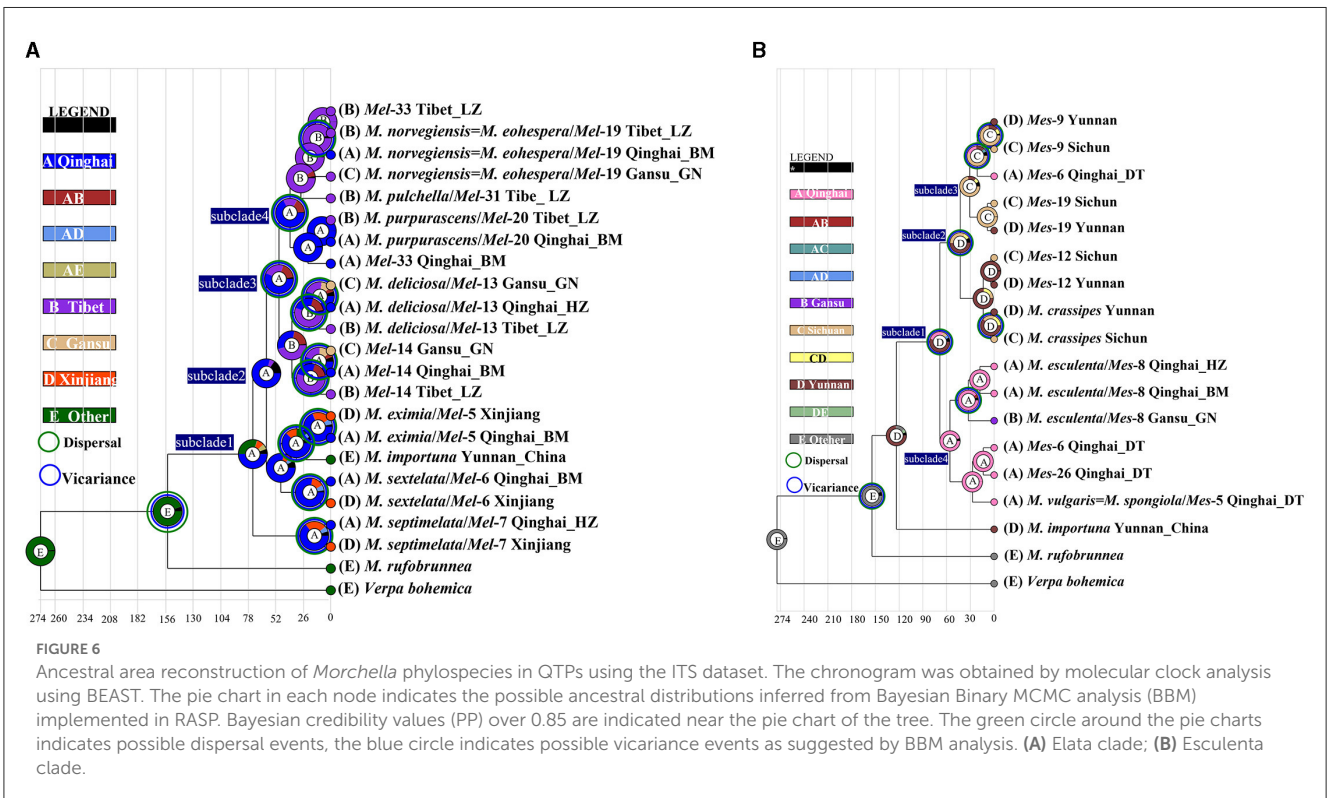 A
LEGEND
A Qinghai
AB
AD
AE
B Tibet
C Gansu
D Xinjiang
E Other
Dispersal
Vicariance
subclade4
subclade3
subclade2
subclade1
(B) Mel-33 Tibet_LZ
(B) M. norvegiensis=M. eohespera/Mel-19 Tibet_LZ
(A) M. norvegiensis=M. eohespera/Mel-19 Qinghai_BM
(C) M. norvegiensis=M. eohespera/Mel-19 Gansu_GN
(B) M. pulchella/Mel-31 Tibe_ LZ
(B) M. purpurascens/Mel-20 Tibet_LZ
(A) M. purpurascens/Mel-20 Qinghai_BM
(A) Mel-33 Qinghai_BM
(C) M. deliciosa/Mel-13 Gansu_GN
(A) M. deliciosa/Mel-13 Qinghai_HZ
(B) M. deliciosa/Mel-13 Tibet_LZ
(C) Mel-14 Gansu_GN
(A) Mel-14 Qinghai_BM
(B) Mel-14 Tibet_LZ
(D) M. eximia/Mel-5 Xinjiang
(A) M. eximia/Mel-5 Qinghai_BM
(E) M. importuna Yunnan_China
(A) M. sextelata/Mel-6 Qinghai_BM
(D) M. sextelata/Mel-6 Xinjiang
(A) M. septimelata/Mel-7 Qinghai_HZ
(D) M. septimelata/Mel-7 Xinjiang
(E) M. rufobrunnea
(E) Verpa bohemica
274 260 234 208 182 156 130 104 78 52 26 0
B
LEGEND
*
A Qinghai
AB
AC
AD
B Gansu
C Sichuan
CD
D Yunnan
DE
E Oteher
Dispersal
Vicariance
subclade3
subclade2
subclade1
subclade4
(D) Mes-9 Yunnan
(C) Mes-9 Sichun
(A) Mes-6 Qinghai_DT
(C) Mes-19 Sichun
(D) Mes-19 Yunnan
(C) Mes-12 Sichun
(D) Mes-12 Yunnan
(D) M. crassipes Yunnan
(C) M. crassipes Sichun
(A) M. esculenta/Mes-8 Qinghai_HZ
(A) M. esculenta/Mes-8 Qinghai_BM
(B) M. esculenta/Mes-8 Gansu_GN
(A) Mes-6 Qinghai_DT
(A) Mes-26 Qinghai_DT
(A) M. vulgaris=M. spongiola/Mes-5 Qinghai_DT
(D) M. importuna Yunnan_China
(E) M. rufobrunnea
(E) Verpa bohemica
274 240 210 180 150 120 90 60 30 0
FIGURE 6
Ancestral area reconstruction of Morchella phylospecies in QTPs using the ITS dataset. The chronogram was obtained by molecular clock analysis
using BEAST. The pie chart in each node indicates the possible ancestral distributions inferred from Bayesian Binary MCMC analysis (BBM)
implemented in RASP. Bayesian credibility values (PP) over 0.85 are indicated near the pie chart of the tree. The green circle around the pie charts
indicates possible dispersal events, the blue circle indicates possible vicariance events as suggested by BBM analysis. (A) Elata clade; (B) Esculenta
clade.